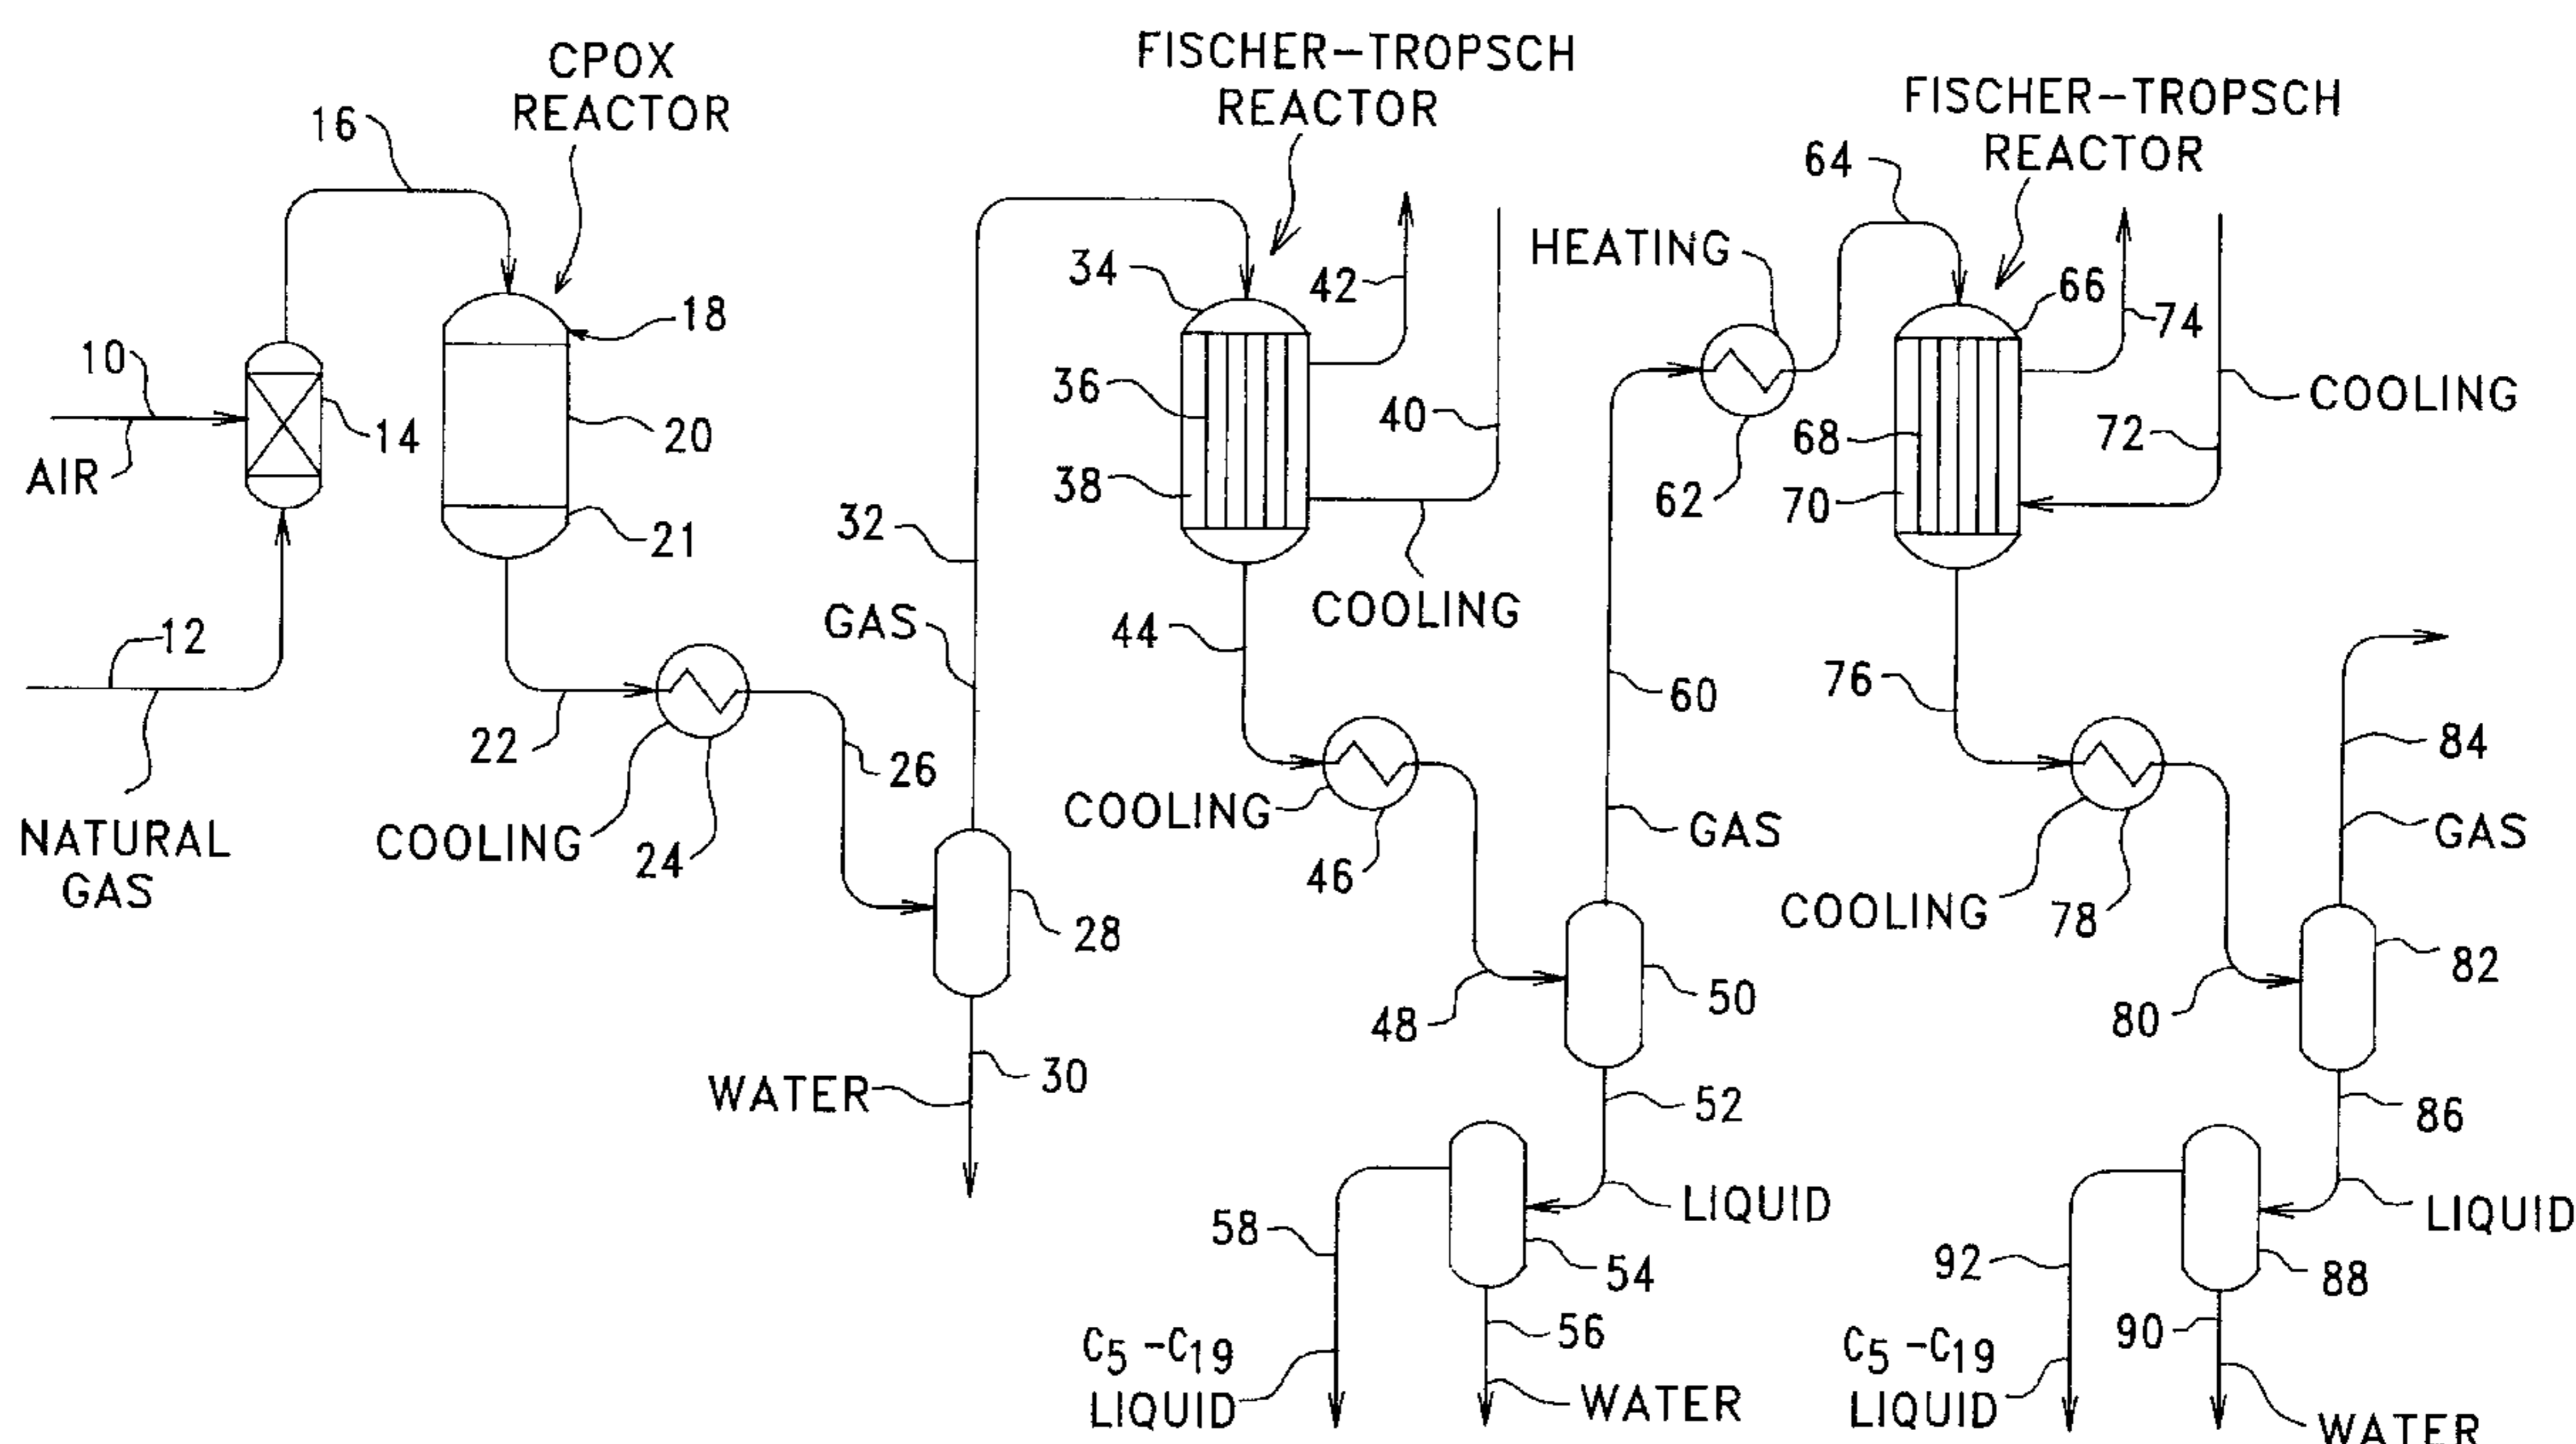 CPOX
REACTOR
FISCHER-TROPSCH
REACTOR
FISCHER-TROPSCH
REACTOR
16
64
HEATING
34
42
66
74
18
10
14
AIR
20
21
36
40
38
62
68
70
72
COOLING
32
GAS
COOLING
12
NATURAL
GAS
22
COOLING
24
26
28
44
COOLING
46
60
GAS
76
COOLING
78
84
GAS
WATER
30
48
50
80
82
52
LIQUID
86
LIQUID
58
54
92
88
C5-C19
LIQUID
56
WATER
C5-C19
LIQUID
90
WATER